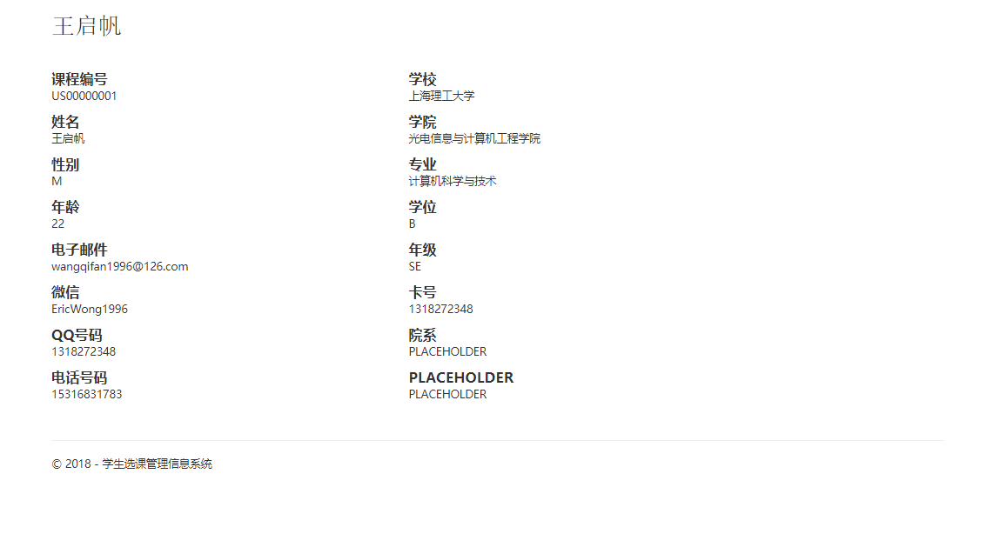 王启帆
课程编号
US00000001
姓名
王启帆
性别
M
年龄
22
电子邮件
wangqifan1996@126.com
微信
EricWong1996
QQ号码
1318272348
电话号码
15316831783
学校
上海理工大学
学院
光电信息与计算机工程学院
专业
计算机科学与技术
学位
B
年级
SE
卡号
1318272348
院系
PLACEHOLDER
PLACEHOLDER
PLACEHOLDER
© 2018 - 学生选课管理信息系统